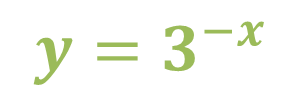 y = 3⁻ˣ